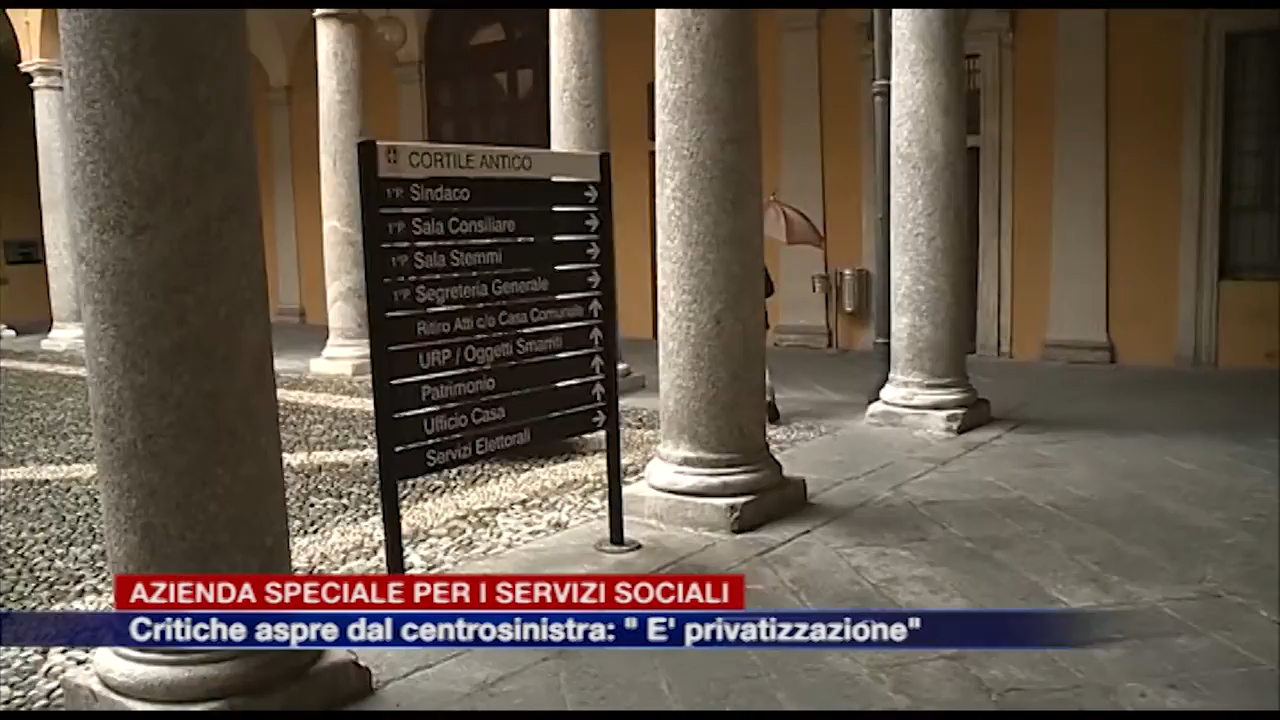 CORTILE ANTICO
1°P. Sindaco
1°P. Sala Consiliare
1°P. Sala Stemmi
1°P. Segreteria Generale
Ritiro Atti c/o Casa Comunale
URP / Oggetti Smarriti
Patrimonio
Ufficio Casa
Servizi Elettorali
AZIENDA SPECIALE PER I SERVIZI SOCIALI
Critiche aspre dal centrosinistra: " E' privatizzazione"